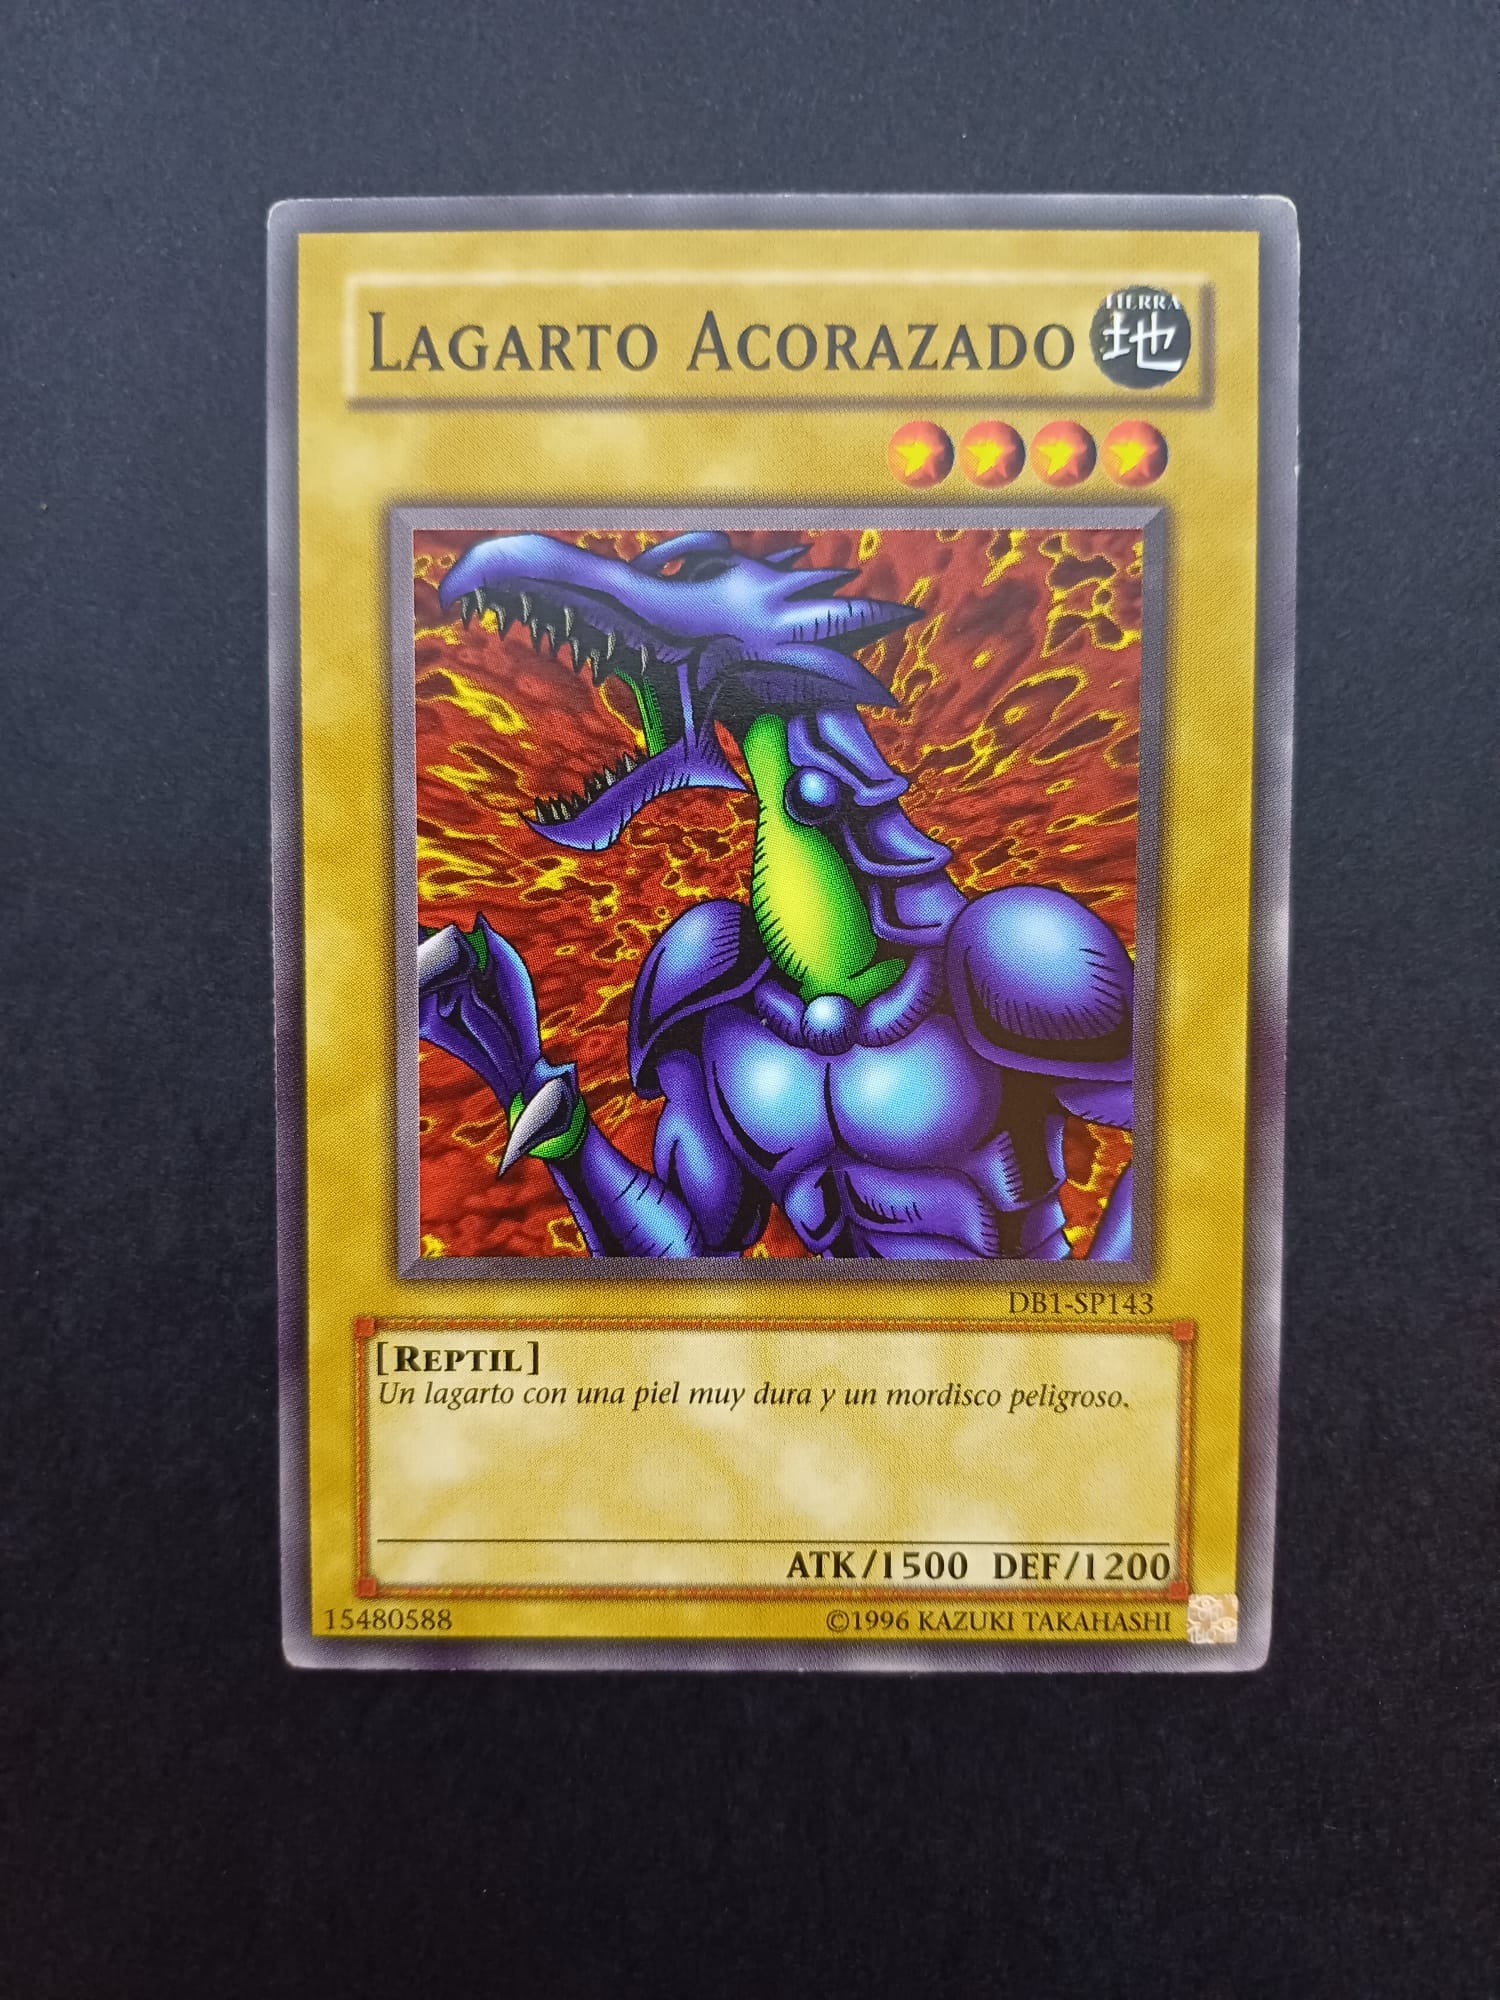 LAGARTO ACORAZADO
TIERRA
地
DB1-SP143
[REPTIL]
Un lagarto con una piel muy dura y un mordisco peligroso.
ATK/1500 DEF/1200
15480588
©1996 KAZUKI TAKAHASHI